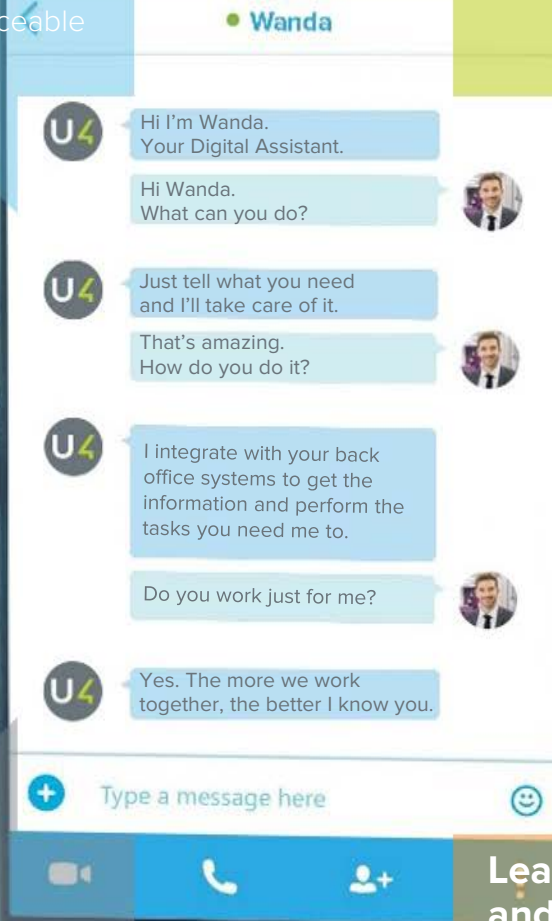 ceable
Wanda
U4
Hi I'm Wanda.
Your Digital Assistant.
Hi Wanda.
What can you do?
U4
Just tell what you need
and I'll take care of it.
That's amazing.
How do you do it?
U4
I integrate with your back
office systems to get the
information and perform the
tasks you need me to.
Do you work just for me?
U4
Yes. The more we work
together, the better I know you.
Type a message here
Lea
and